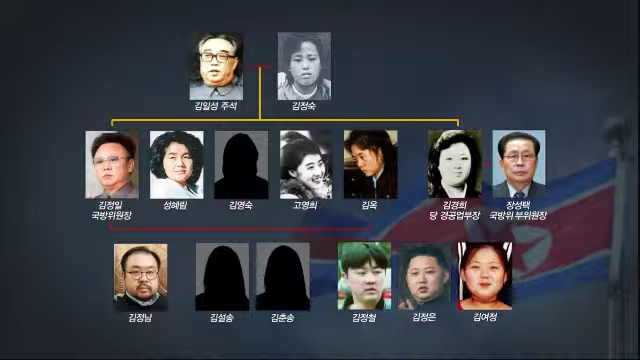 김일성 주석
김정숙
김정일
국방위원장
성혜림
김영숙
고영희
김옥
김경희
당 경공업부장
장성택
국방위 부위원장
김정남
김설송
김춘송
김정철
김정은
김여정